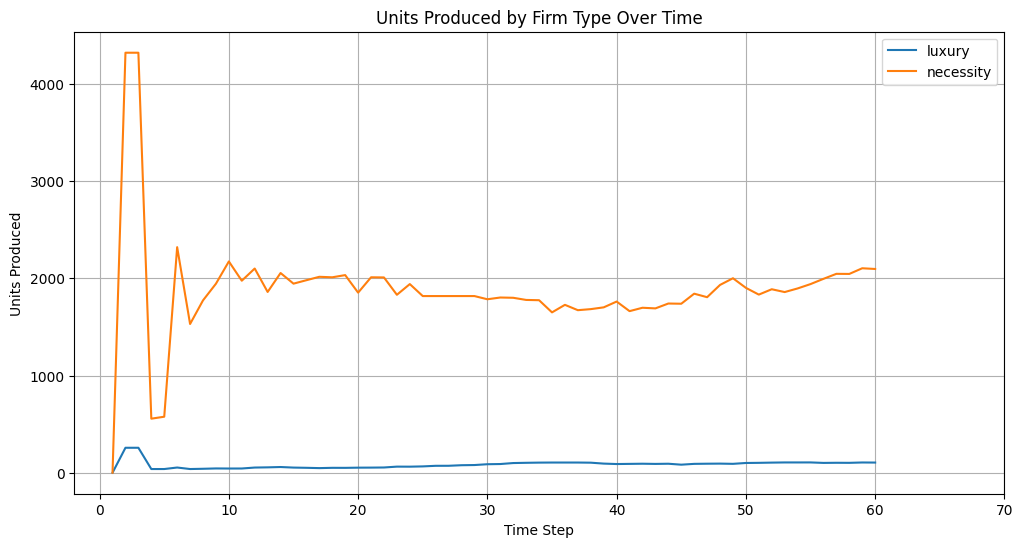 Units Produced by Firm Type Over Time
luxury
necessity
Units Produced
4000
3000
2000
1000
0
0 10 20 30 40 50 60 70
Time Step